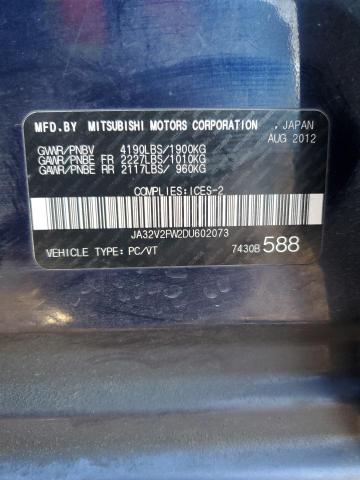 MFD.BY MITSUBISHI MOTORS CORPORATION , JAPAN
AUG 2012
GWWR/PNBV 4190LBS/1900KG
GAWR/PNBE FR 2227LBS/1010KG
GAWR/PNBE RR 2117LBS/ 960KG
COMPLIES:ICES-2
JA32V2FW2DU602073
VEHICLE TYPE: PC/VT 7430B 588